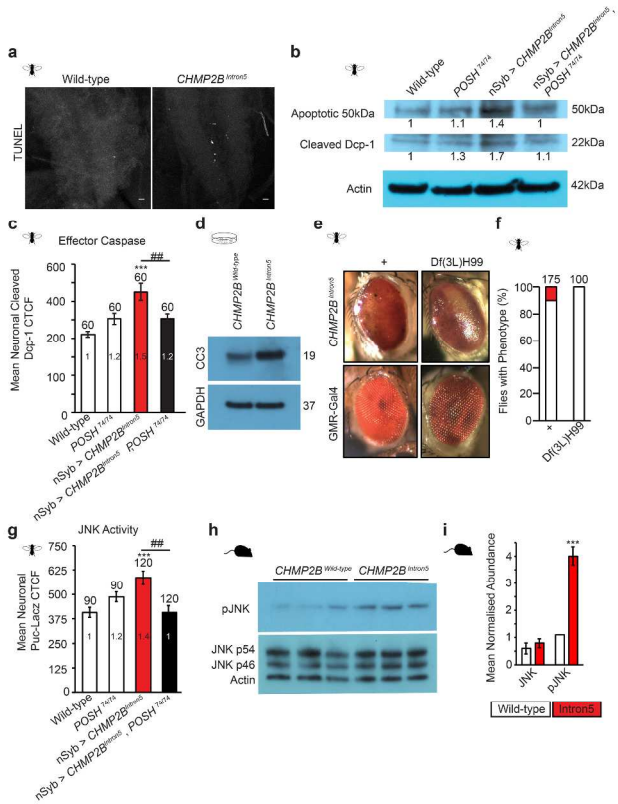 a
Wild-type
CHMP2B Intron5
TUNEL
b
Wild-type
POSH 74/74
nSyb > CHMP2B Intron5
nSyb > CHMP2B Intron5,
POSH 74/74
Apoptotic 50kDa
50kDa
1 1.1 1.4 1
Cleaved Dcp-1
22kDa
1 1.3 1.7 1.1
Actin
42kDa
c
Effector Caspase
Mean Neuronal Cleaved
Dcp-1 CTCF
600
400
200
0
60 60 60 60
***
##
1 1.2 1.5 1.2
Wild-type
POSH 74/74
nSyb > CHMP2B Intron5
nSyb > CHMP2B Intron5, POSH 74/74
d
CHMP2B Wild-type
CHMP2B Intron5
CC3
19
GAPDH
37
e
+
Df(3L)H99
CHMP2B Intron5
GMR-Gal4
f
Flies with Phenotype (%)
100
80
60
40
20
0
175 100
+
Df(3L)H99
g
JNK Activity
Mean Neuronal
Puc-Lacz CTCF
750
625
500
375
250
125
0
90 90 120 120
***
##
1 1.2 1.4 1
Wild-type
POSH 74/74
nSyb > CHMP2B Intron5
nSyb > CHMP2B Intron5, POSH 74/74
h
CHMP2B Wild-type
CHMP2B Intron5
pJNK
JNK p54
JNK p46
Actin
i
Mean Normalised Abundance
4
2
1
0
***
JNK
pJNK
Wild-type
Intron5